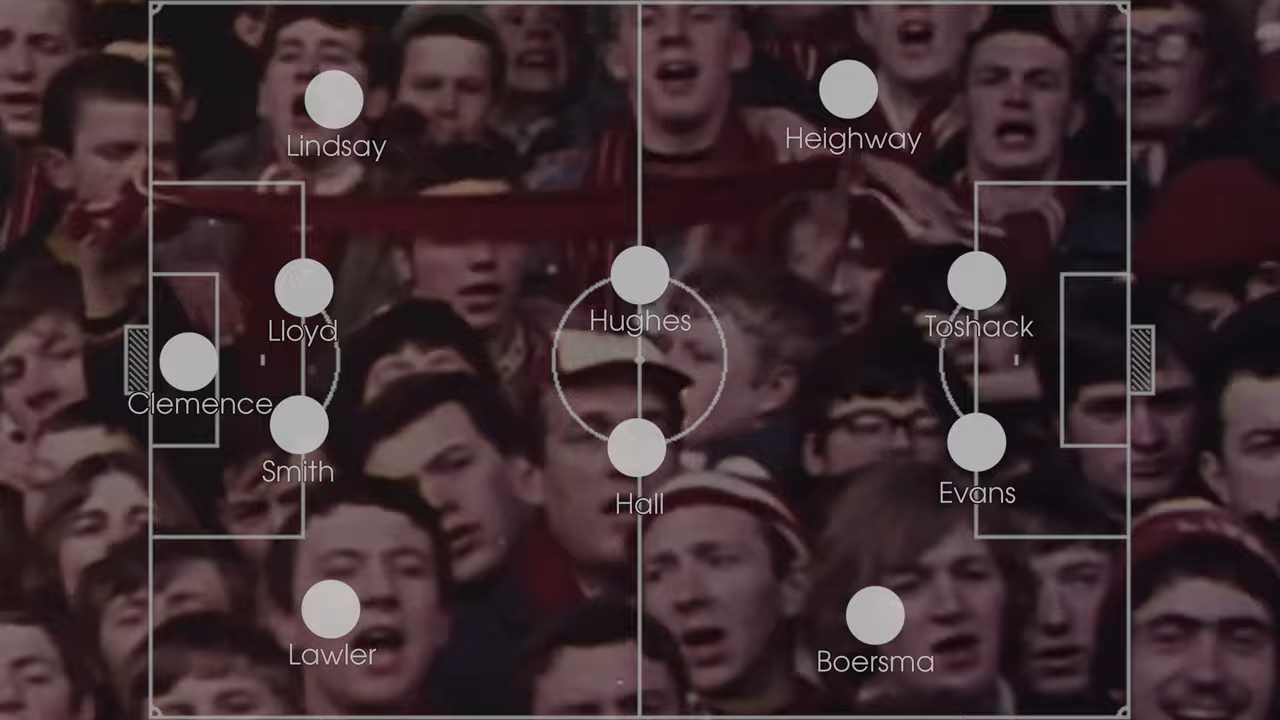 Lindsay
Heighway
Lloyd
Hughes
Toshack
Clemence
Smith
Hall
Evans
Lawler
Boersma